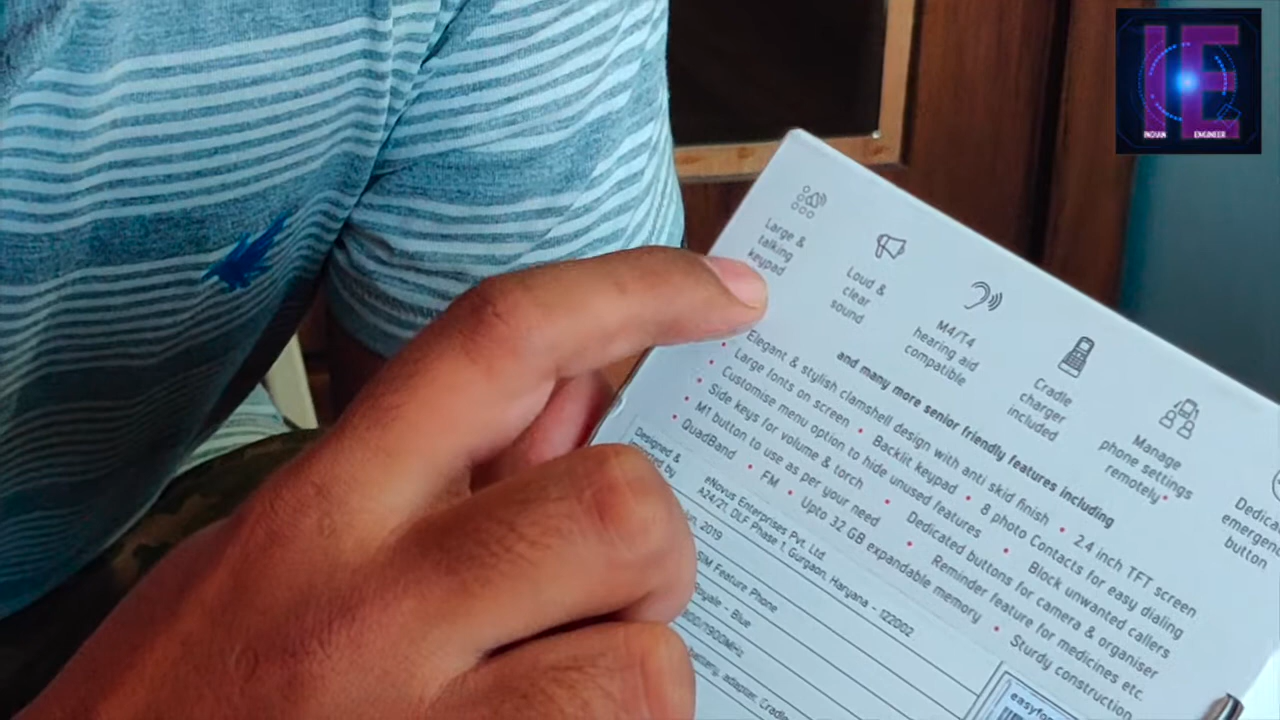 IE
INDIAN ENGINEER
Large &
talking
keypad
Loud &
clear
sound
M4/T4
hearing aid
compatible
Cradle
charger
included
Manage
phone settings
remotely*
button
and many more senior friendly features including
Elegant & stylish clamshell design with anti skid finish • 2.4 inch TFT screen
Large fonts on screen • Backlit keypad • 8 photo Contacts for easy dialing
Customise menu option to hide unused features • Block unwanted callers
Side keys for volume & torch • Dedicated buttons for camera & organiser
M1 button to use as per your need • Reminder feature for medicines etc.
QuadBand • FM • Upto 32 GB expandable memory • Sturdy construction
Designed &
by
eNovus Enterprises Pvt. Ltd.
A24/21, DLF Phase 1, Gurgaon, Haryana - 122002
2019
SIM Feature Phone
- Blue
/1900MHz
battery, adapter,